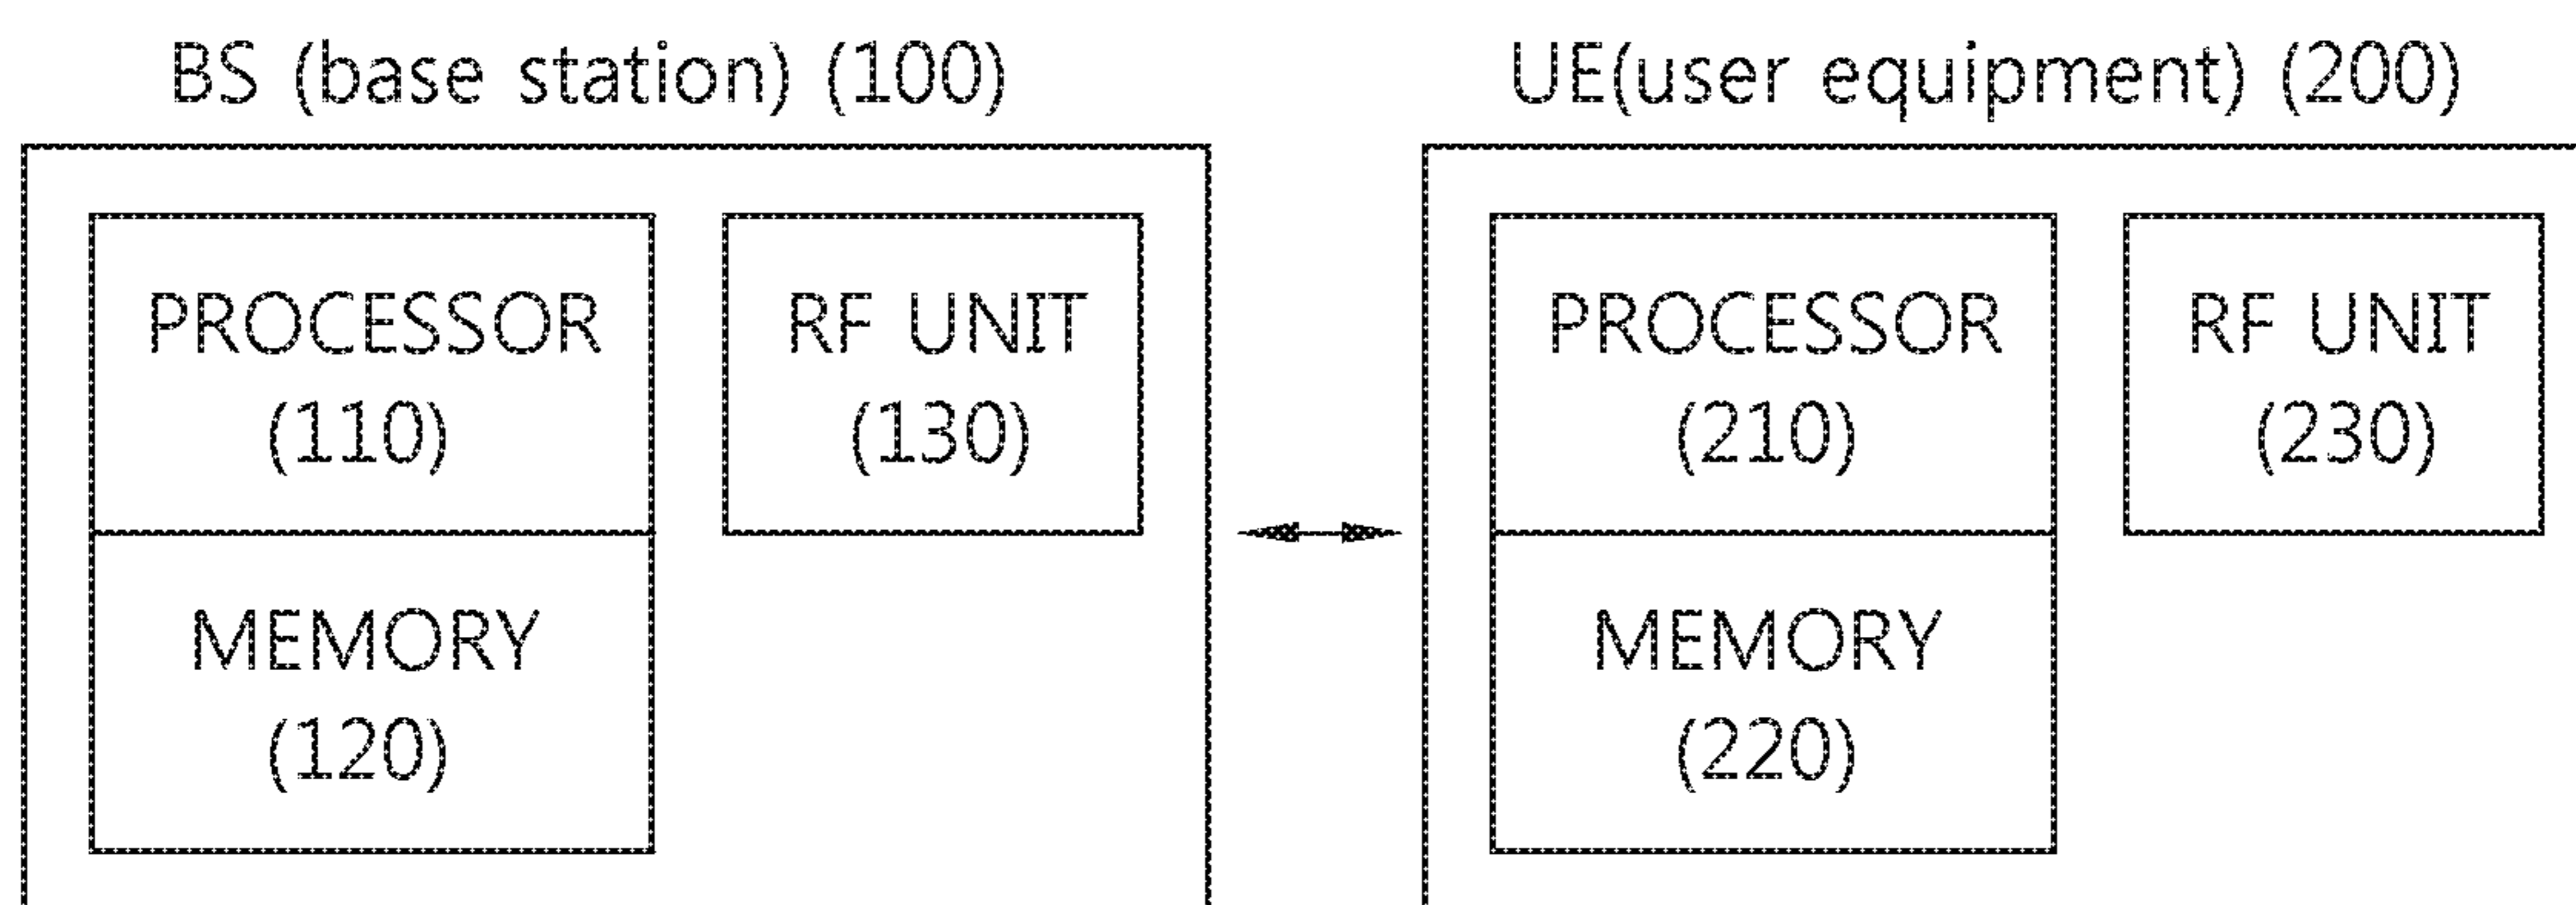 BS (base station) (100)
UE(user equipment) (200)
PROCESSOR
(110)
RF UNIT
(130)
MEMORY
(120)
PROCESSOR
(210)
RF UNIT
(230)
MEMORY
(220)